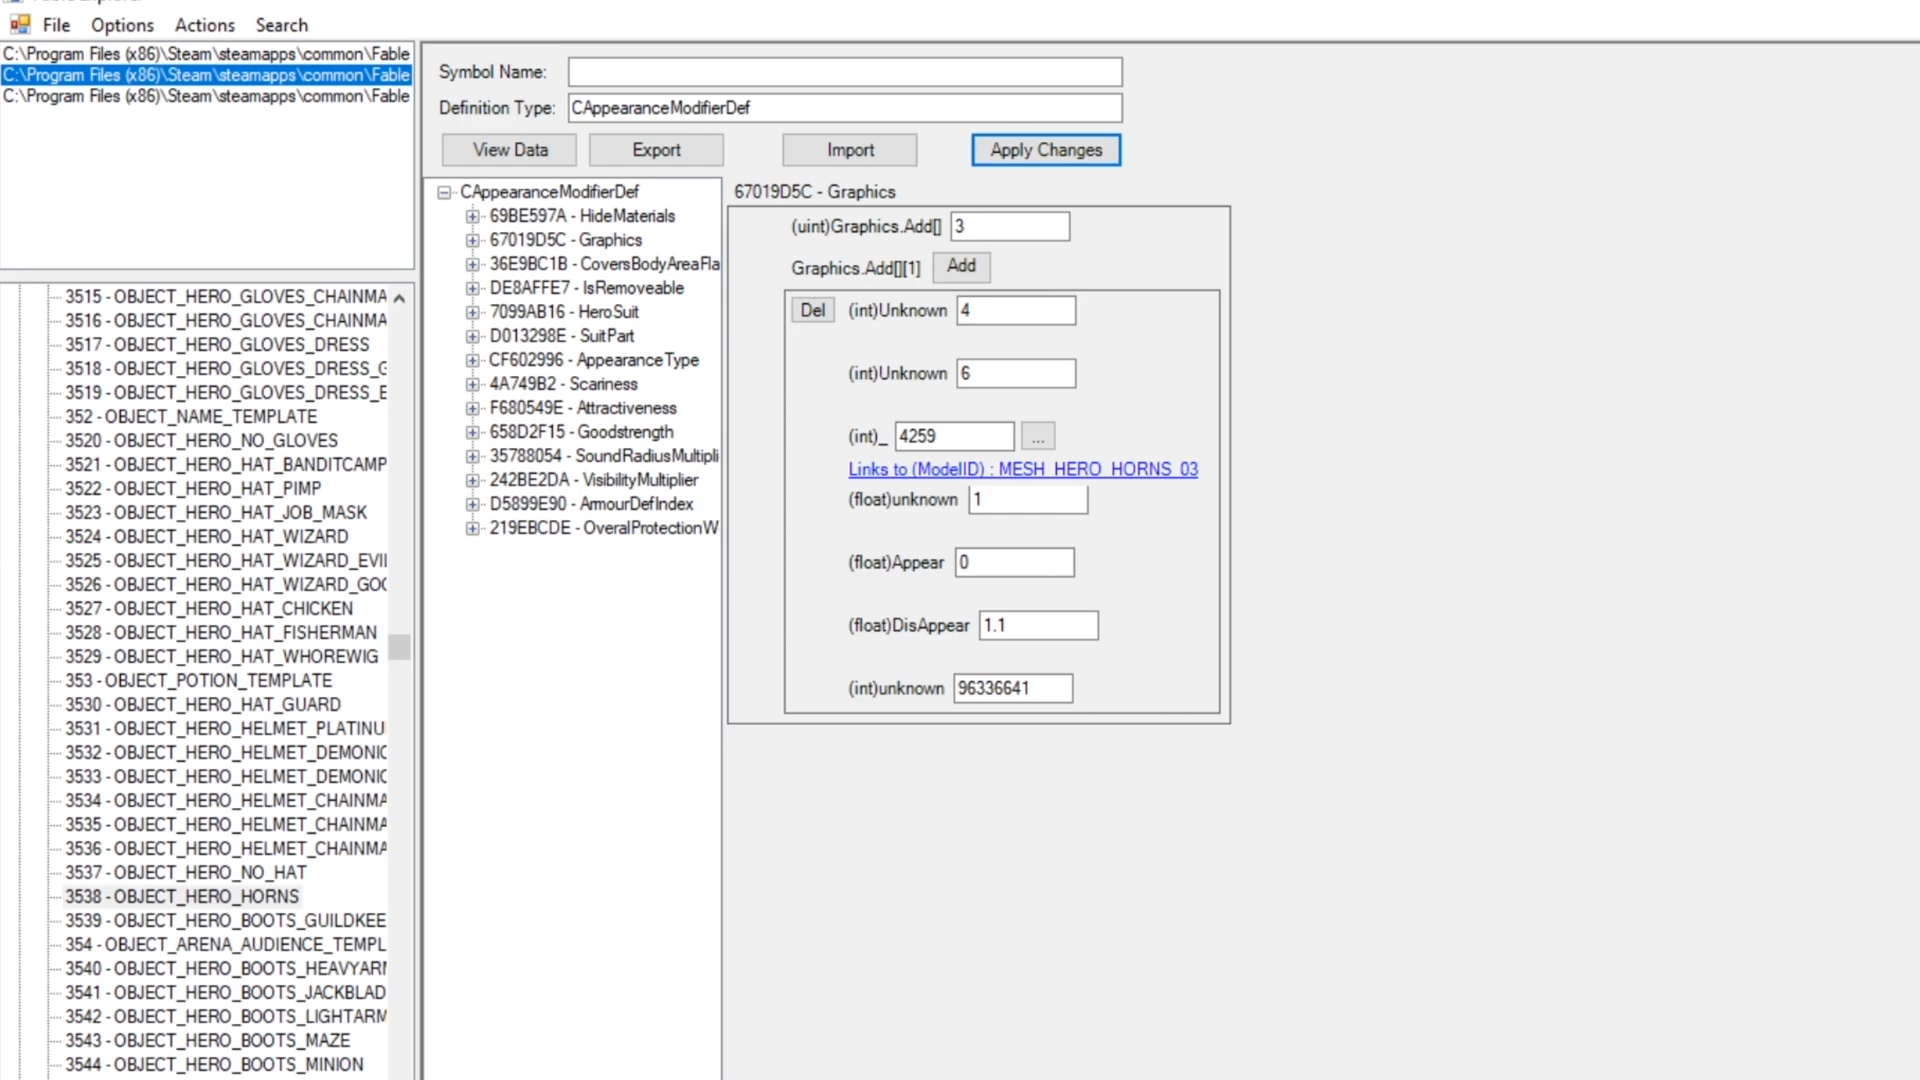 File Options Actions Search
C:\Program Files (x86)\Steam\steamapps\common\Fable
C:\Program Files (x86)\Steam\steamapps\common\Fable
C:\Program Files (x86)\Steam\steamapps\common\Fable
3515 - OBJECT_HERO_GLOVES_CHAINMA
3516 - OBJECT_HERO_GLOVES_CHAINMA
3517 - OBJECT_HERO_GLOVES_DRESS
3518 - OBJECT_HERO_GLOVES_DRESS_G
3519 - OBJECT_HERO_GLOVES_DRESS_E
352 - OBJECT_NAME_TEMPLATE
3520 - OBJECT_HERO_NO_GLOVES
3521 - OBJECT_HERO_HAT_BANDITCAMP
3522 - OBJECT_HERO_HAT_PIMP
3523 - OBJECT_HERO_HAT_JOB_MASK
3524 - OBJECT_HERO_HAT_WIZARD
3525 - OBJECT_HERO_HAT_WIZARD_EVI
3526 - OBJECT_HERO_HAT_WIZARD_GOO
3527 - OBJECT_HERO_HAT_CHICKEN
3528 - OBJECT_HERO_HAT_FISHERMAN
3529 - OBJECT_HERO_HAT_WHOREWIG
353 - OBJECT_POTION_TEMPLATE
3530 - OBJECT_HERO_HAT_GUARD
3531 - OBJECT_HERO_HELMET_PLATINU
3532 - OBJECT_HERO_HELMET_DEMONIC
3533 - OBJECT_HERO_HELMET_DEMONIC
3534 - OBJECT_HERO_HELMET_CHAINMA
3535 - OBJECT_HERO_HELMET_CHAINMA
3536 - OBJECT_HERO_HELMET_CHAINMA
3537 - OBJECT_HERO_NO_HAT
3538 - OBJECT_HERO_HORNS
3539 - OBJECT_HERO_BOOTS_GUILDKEE
354 - OBJECT_ARENA_AUDIENCE_TEMPL
3540 - OBJECT_HERO_BOOTS_HEAVYARM
3541 - OBJECT_HERO_BOOTS_JACKBLAD
3542 - OBJECT_HERO_BOOTS_LIGHTARM
3543 - OBJECT_HERO_BOOTS_MAZE
3544 - OBJECT_HERO_BOOTS_MINION
Symbol Name:
Definition Type: CAppearanceModifierDef
View Data Export Import Apply Changes
CAppearanceModifierDef
69BE597A - HideMaterials
67019D5C - Graphics
36E9BC1B - CoversBodyAreaFla
DE8AFFE7 - IsRemoveable
7099AB16 - HeroSuit
D013298E - SuitPart
CF602996 - AppearanceType
4A749B2 - Scariness
F680549E - Attractiveness
658D2F15 - Goodstrength
35788054 - SoundRadiusMultipli
242BE2DA - VisibilityMultiplier
D5899E90 - ArmourDefIndex
219EBCDE - OveralProtectionW
67019D5C - Graphics
(uint)Graphics.Add[] 3
Graphics.Add[][1] Add
Del (int)Unknown 4
(int)Unknown 6
(int)_ 4259 ...
Links to (ModelID) : MESH_HERO_HORNS_03
(float)unknown 1
(float)Appear 0
(float)DisAppear 1.1
(int)unknown 96336641